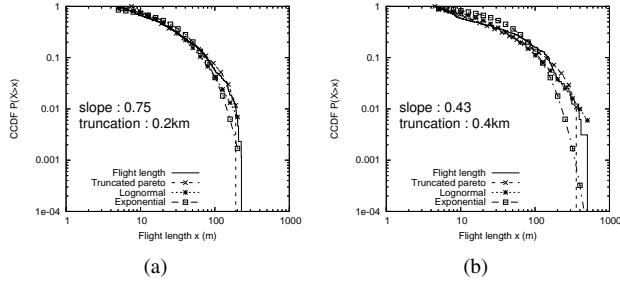 CCDF P(X>x)
1
0.1
0.01
0.001
1e-04
slope : 0.75
truncation : 0.2km
Flight length
Truncated pareto
Lognormal
Exponential
1 10 100 1000
Flight length x (m)
(a)
CCDF P(X>x)
1
0.1
0.01
0.001
1e-04
slope : 0.43
truncation : 0.4km
Flight length
Truncated pareto
Lognormal
Exponential
1 10 100 1000
Flight length x (m)
(b)